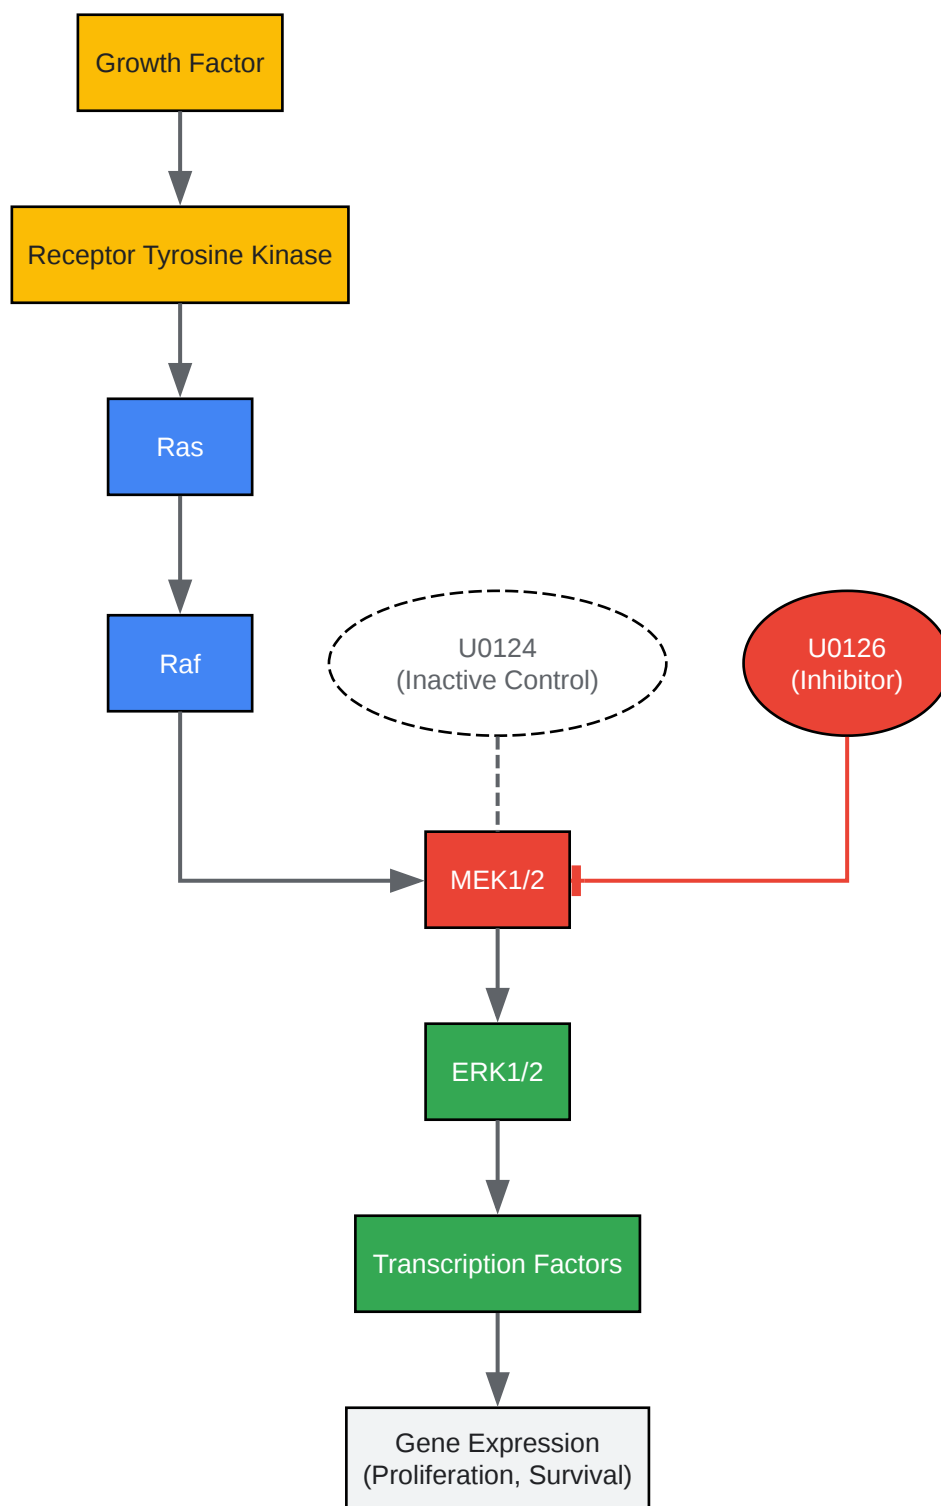 Growth Factor
Receptor Tyrosine Kinase
Ras
Raf
U0124
(Inactive Control)
U0126
(Inhibitor)
MEK1/2
ERK1/2
Transcription Factors
Gene Expression
(Proliferation, Survival)